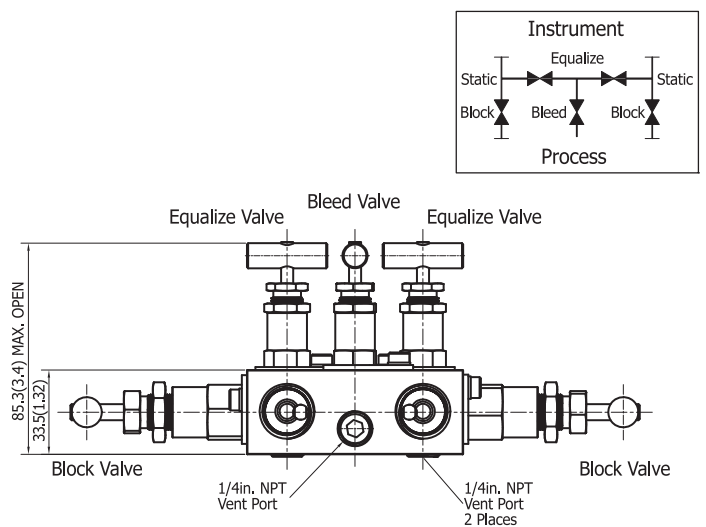 Instrument
Equalize
Static
Static
Block
Bleed
Block
Process
Bleed Valve
Equalize Valve
Equalize Valve
85.3(3.4) MAX. OPEN
33.5(1.32)
Block Valve
Block Valve
1/4in. NPT
Vent Port
1/4in. NPT
Vent Port
2 Places